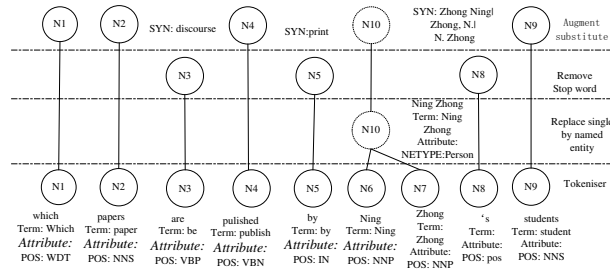 N1
N2
SYN: discourse
N4
SYN:print
N10
SYN: Zhong Ning|
Zhong, N.|
N. Zhong
N9
Augment
substitute
N3
N5
N8
Remove
Stop word
N10
Ning Zhong
Term: Ning
Zhong
Attribute:
NETYPE:Person
Replace single
by named
entity
N1
N2
N3
N4
N5
N6
N7
N8
N9
Tokeniser
which
Term: Which
Attribute:
POS: WDT
papers
Term: paper
Attribute:
POS: NNS
are
Term: be
Attribute:
POS: VBP
pulished
Term: publish
Attribute:
POS: VBN
by
Term: by
Attribute:
POS: IN
Ning
Term: Ning
Attribute:
POS: NNP
Zhong
Term:
Zhong
Attribute:
POS: NNP
's
Term:
Attribute:
POS: pos
students
Term: student
Attribute:
POS: NNS